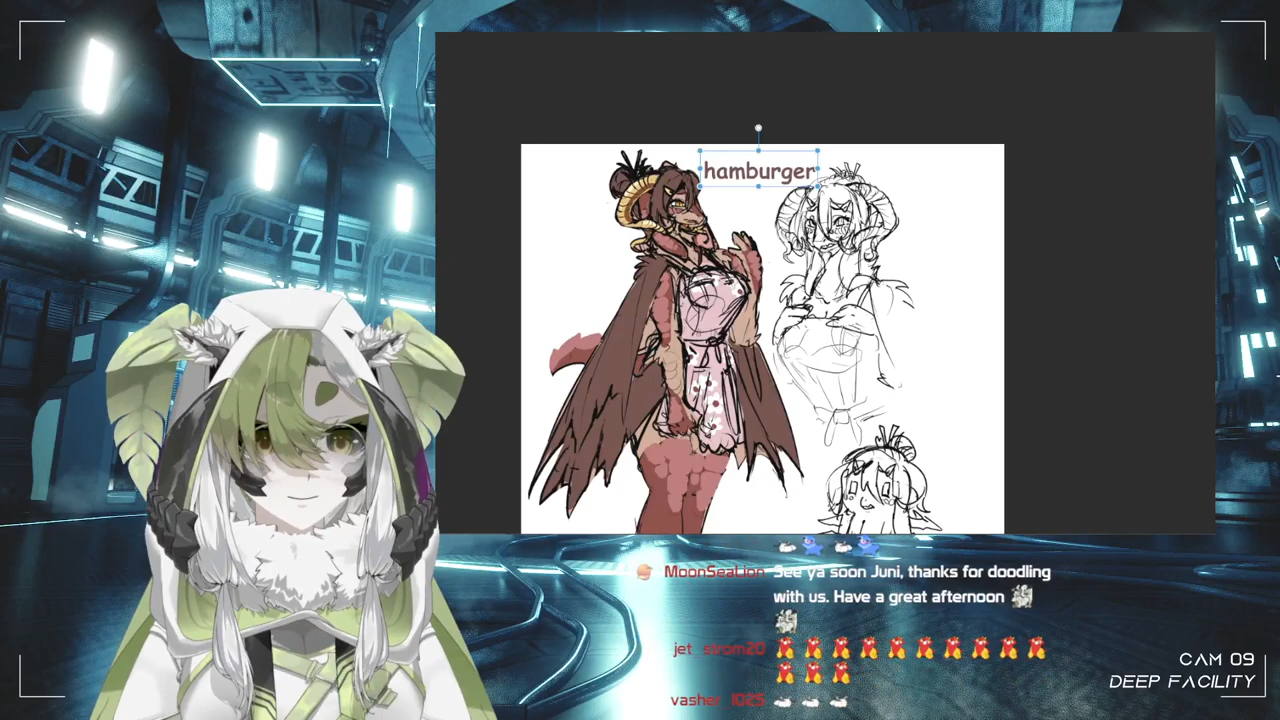 hamburger
MoonSeaLion See ya soon Juni, thanks for doodling
with us. Have a great afternoon
jet_strom20
vasher_1025
CAM 09
DEEP FACILITY